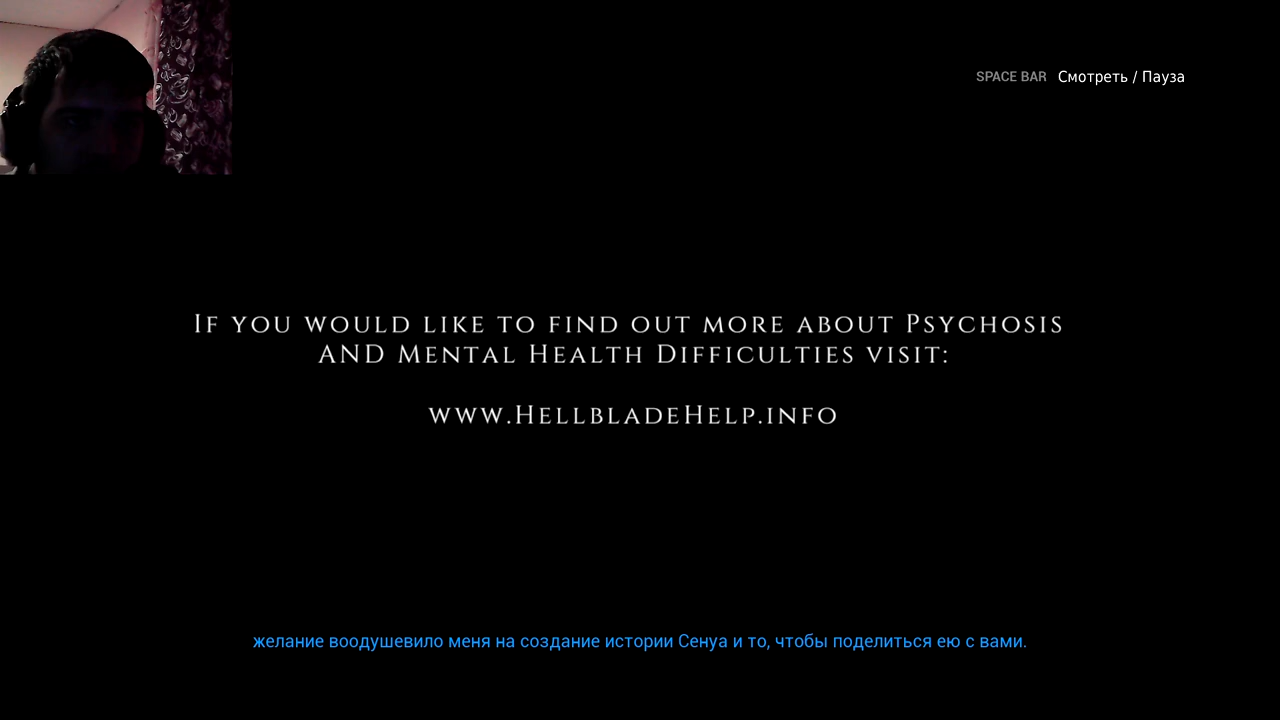 SPACE BAR Смотреть / Пауза
If you would like to find out more about Psychosis
and Mental Health Difficulties visit:
www.HellbladeHelp.info
желание воодушевило меня на создание истории Сенуа и то, чтобы поделиться ею с вами.